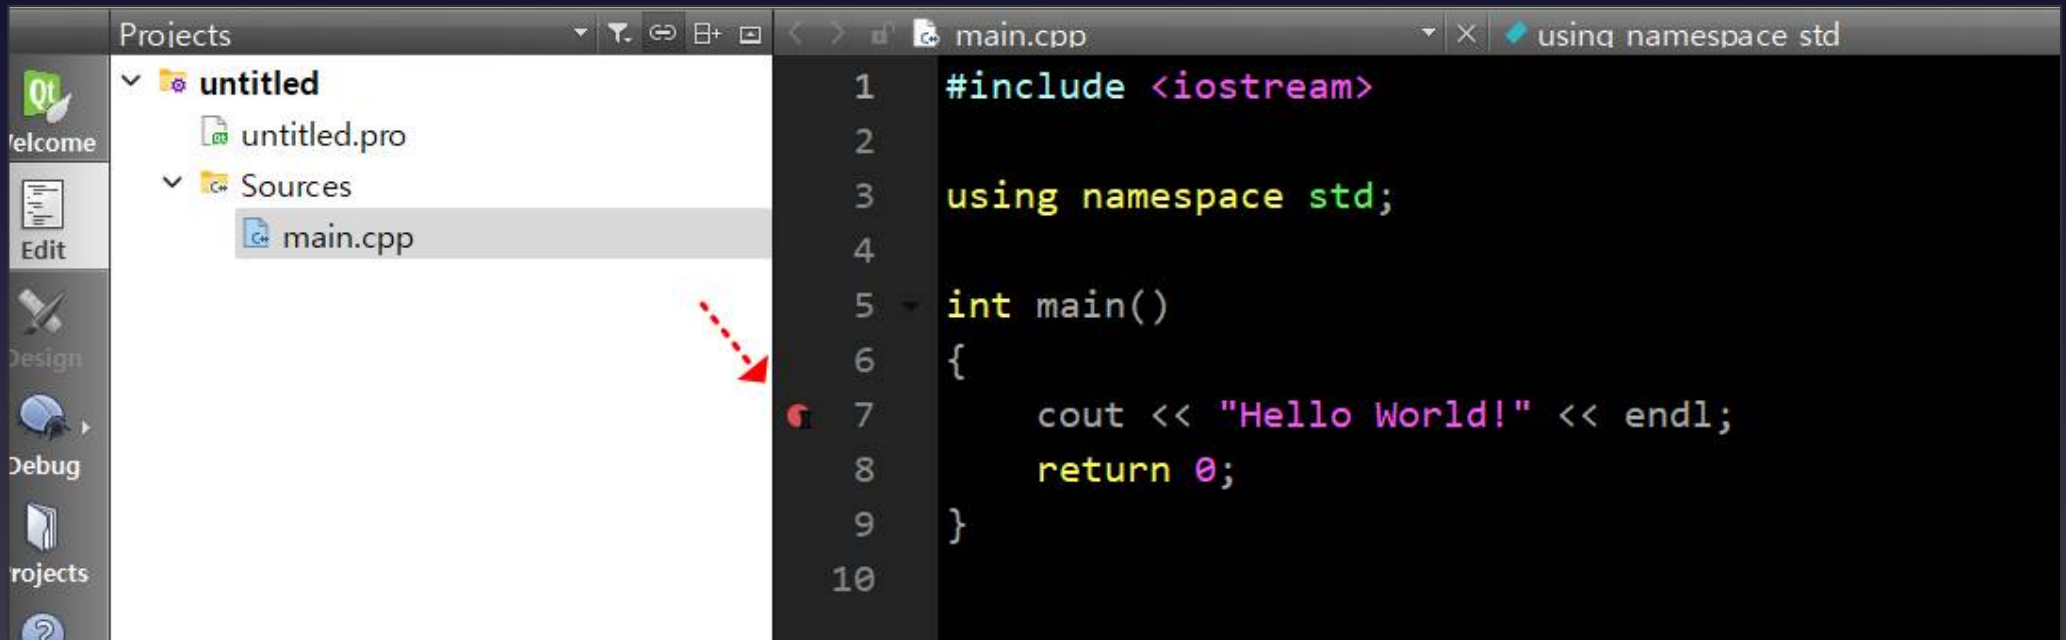 Projects
main.cpp
using namespace std
untitled
untitled.pro
Sources
main.cpp
elcome
Edit
Design
Debug
rojects
1 #include <iostream>
2
3 using namespace std;
4
5 int main()
6 {
7 cout << "Hello World!" << endl;
8 return 0;
9 }
10